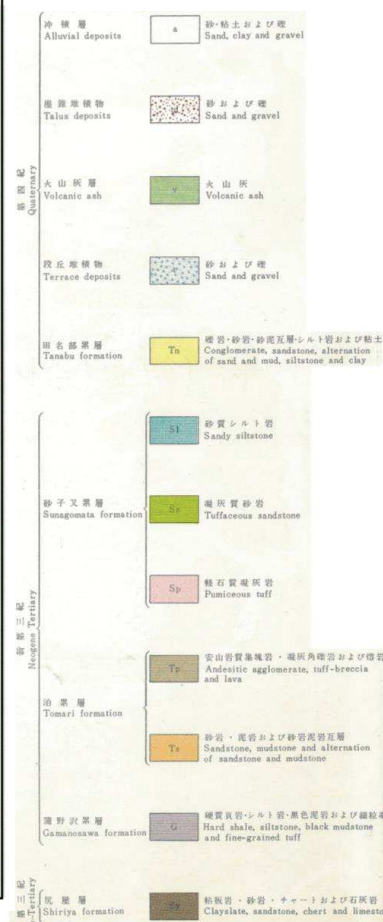 第四紀
Quaternary
冲積層
Alluvial deposits
a
砂・粘土および礫
Sand, clay and gravel
崖錐堆積物
Talus deposits
砂および礫
Sand and gravel
火山灰層
Volcanic ash
v
火山灰
Volcanic ash
段丘堆積物
Terrace deposits
砂および礫
Sand and gravel
田名部累層
Tanabu formation
Tn
礫岩・砂岩・砂泥互層・シルト岩および粘土
Conglomerate, sandstone, alternation
of sand and mud, siltstone and clay
新第三紀
Neogene Tertiary
砂子又累層
Sunagomata formation
砂質シルト岩
Sandy siltstone
Ss
凝灰質砂岩
Tuffaceous sandstone
Sp
軽石質凝灰岩
Pumiceous tuff
泊累層
Tomari formation
Tp
安山岩質集塊岩・凝灰角礫岩および熔岩
Andesitic agglomerate, tuff-breccia
and lava
Ts
砂岩・泥岩および砂岩泥岩互層
Sandstone, mudstone and alternation
of sandstone and mudstone
蒲野沢累層
Gamanosawa formation
G
硬質頁岩・シルト岩・黒色泥岩および細粒
Hard shale, siltstone, black mudstone
and fine-grained tuff
第三
-Tertiary
尻屋層
Shiriya formation
Sy
粘板岩・砂岩・チャートおよび石灰岩
Clayslate, sandstone, chert and